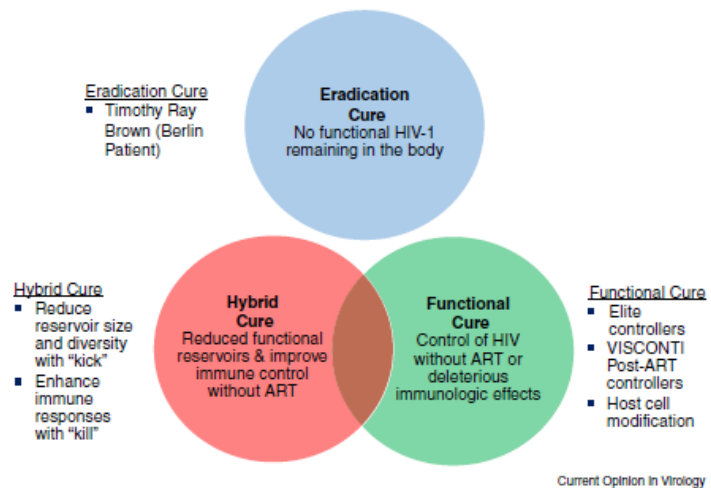 Eradication Cure
▪ Timothy Ray
Brown (Berlin
Patient)
Eradication
Cure
No functional HIV-1
remaining in the body
Hybrid Cure
▪ Reduce
reservoir size
and diversity
with “kick”
▪ Enhance
immune
responses
with “kill”
Hybrid
Cure
Reduced functional
reservoirs & improve
immune control
without ART
Functional
Cure
Control of HIV
without ART or
deleterious
immunologic effects
Functional Cure
▪ Elite
controllers
▪ VISCONTI
Post-ART
controllers
▪ Host cell
modification
Current Opinion in Virology